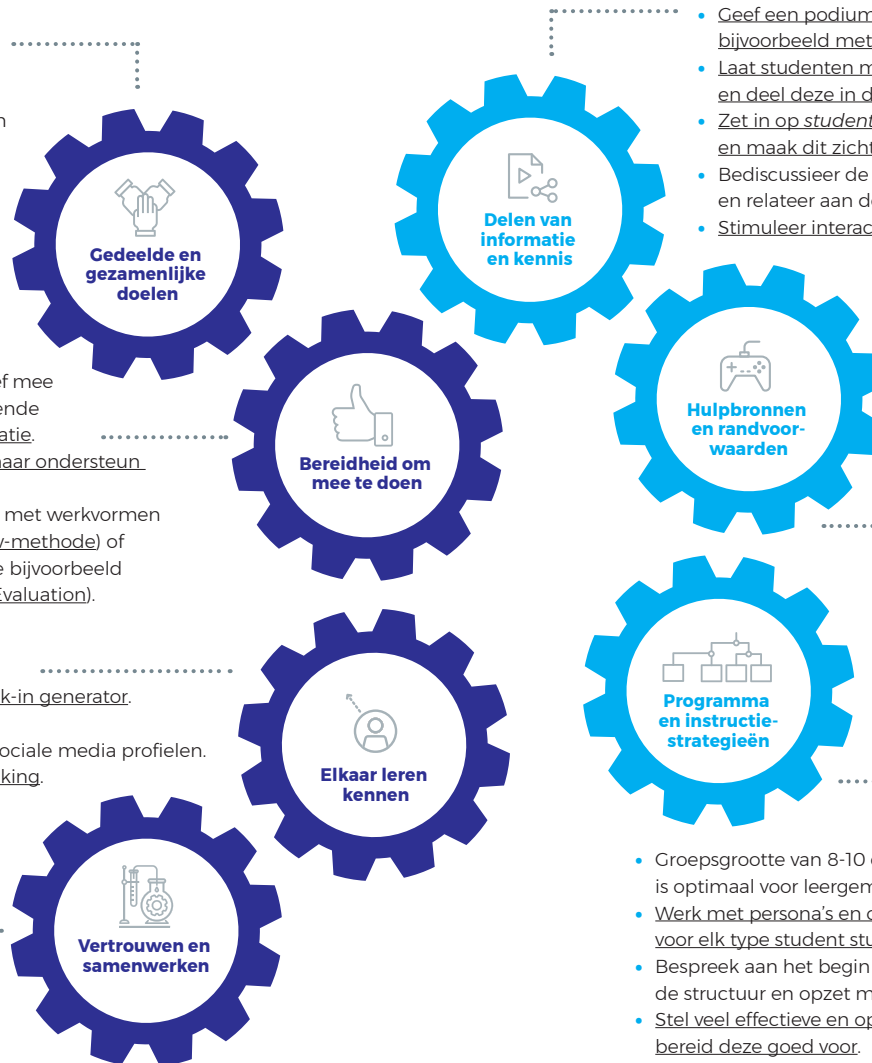 Gedeelde en
gezamenlijke
doelen
ef mee
ende
atie.
naar ondersteun
met werkvormen
w-methode) of
e bijvoorbeeld
Evaluation).
Bereidheid om
mee te doen
k-in generator.
ociale media profielen.
king.
Elkaar leren
kennen
Vertrouwen en
samenwerken
• Geef een podium
bijvoorbeeld met
• Laat studenten m
en deel deze in d
• Zet in op student
en maak dit zicht
• Bediscussieer de
en relateer aan de
• Stimuleer interac
Delen van
informatie
en kennis
Hulpbronnen
en randvoor-
waarden
Programma
en instructie-
strategieën
• Groepsgrootte van 8-10
is optimaal voor leergem
• Werk met persona's en
voor elk type student stu
• Bespreek aan het begin
de structuur en opzet m
• Stel veel effectieve en op
bereid deze goed voor.